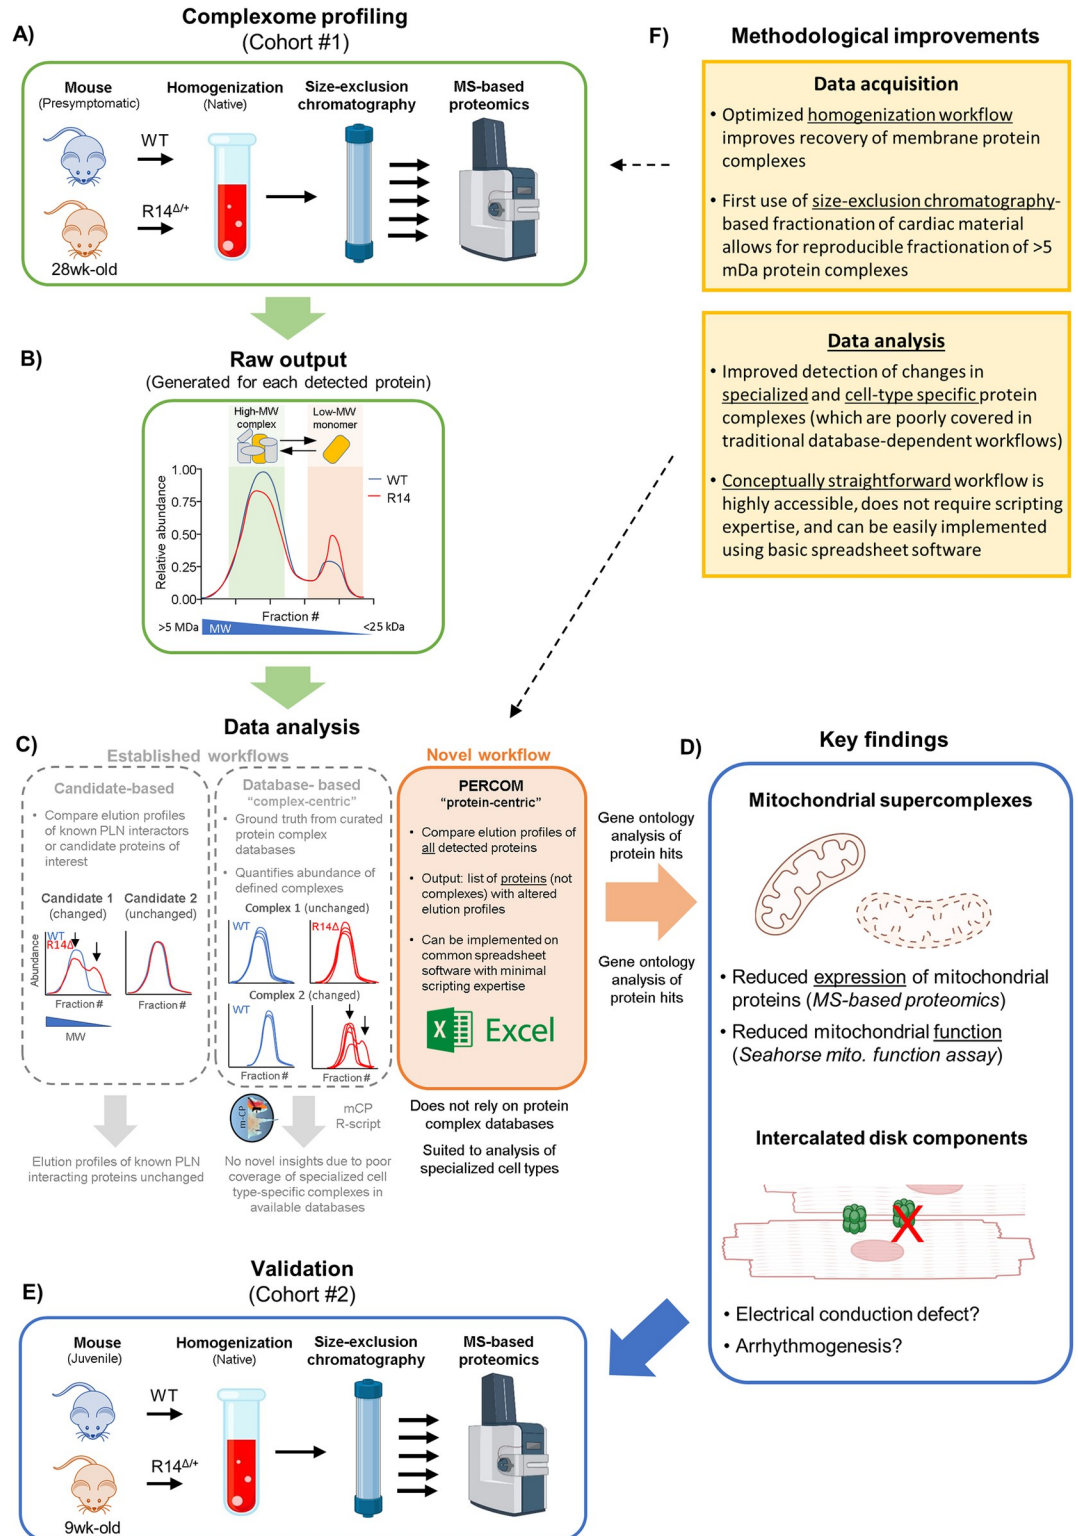 A)
Complexome profiling
(Cohort #1)
Mouse
(Presymptomatic)
Homogenization
(Native)
Size-exclusion
chromatography
MS-based
proteomics
WT
R14Δ/+
28wk-old
B)
Raw output
(Generated for each detected protein)
High-MW
complex
Low-MW
monomer
WT
R14
Relative abundance
1.00
0.75
0.50
0.25
0.00
Fraction #
>5 MDa
MW
<25 kDa
Data analysis
C)
Established workflows
Candidate-based
• Compare elution profiles
of known PLN interactors
or candidate proteins of
interest
Candidate 1
(changed)
Candidate 2
(unchanged)
WT
R14Δ
Abundance
Fraction #
Fraction #
MW
Elution profiles of known PLN
interacting proteins unchanged
Database- based
“complex-centric”
• Ground truth from curated
protein complex
databases
• Quantifies abundance of
defined complexes
Complex 1 (unchanged)
WT
R14Δ
Complex 2 (changed)
WT
Fraction #
Fraction #
m-CP
mCP
R-script
No novel insights due to poor
coverage of specialized cell
type-specific complexes in
available databases
Novel workflow
PERCOM
“protein-centric”
• Compare elution profiles of
all detected proteins
• Output: list of proteins (not
complexes) with altered
elution profiles
• Can be implemented on
common spreadsheet
software with minimal
scripting expertise
X
Excel
Does not rely on protein
complex databases
Suited to analysis of
specialized cell types
Gene ontology
analysis of
protein hits
Gene ontology
analysis of
protein hits
D)
Key findings
Mitochondrial supercomplexes
• Reduced expression of mitochondrial
proteins (MS-based proteomics)
• Reduced mitochondrial function
(Seahorse mito. function assay)
Intercalated disk components
X
• Electrical conduction defect?
• Arrhythmogenesis?
E)
Validation
(Cohort #2)
Mouse
(Juvenile)
Homogenization
(Native)
Size-exclusion
chromatography
MS-based
proteomics
WT
R14Δ/+
9wk-old
F)
Methodological improvements
Data acquisition
• Optimized homogenization workflow
improves recovery of membrane protein
complexes
• First use of size-exclusion chromatography-
based fractionation of cardiac material
allows for reproducible fractionation of >5
mDa protein complexes
Data analysis
• Improved detection of changes in
specialized and cell-type specific protein
complexes (which are poorly covered in
traditional database-dependent workflows)
• Conceptually straightforward workflow is
highly accessible, does not require scripting
expertise, and can be easily implemented
using basic spreadsheet software